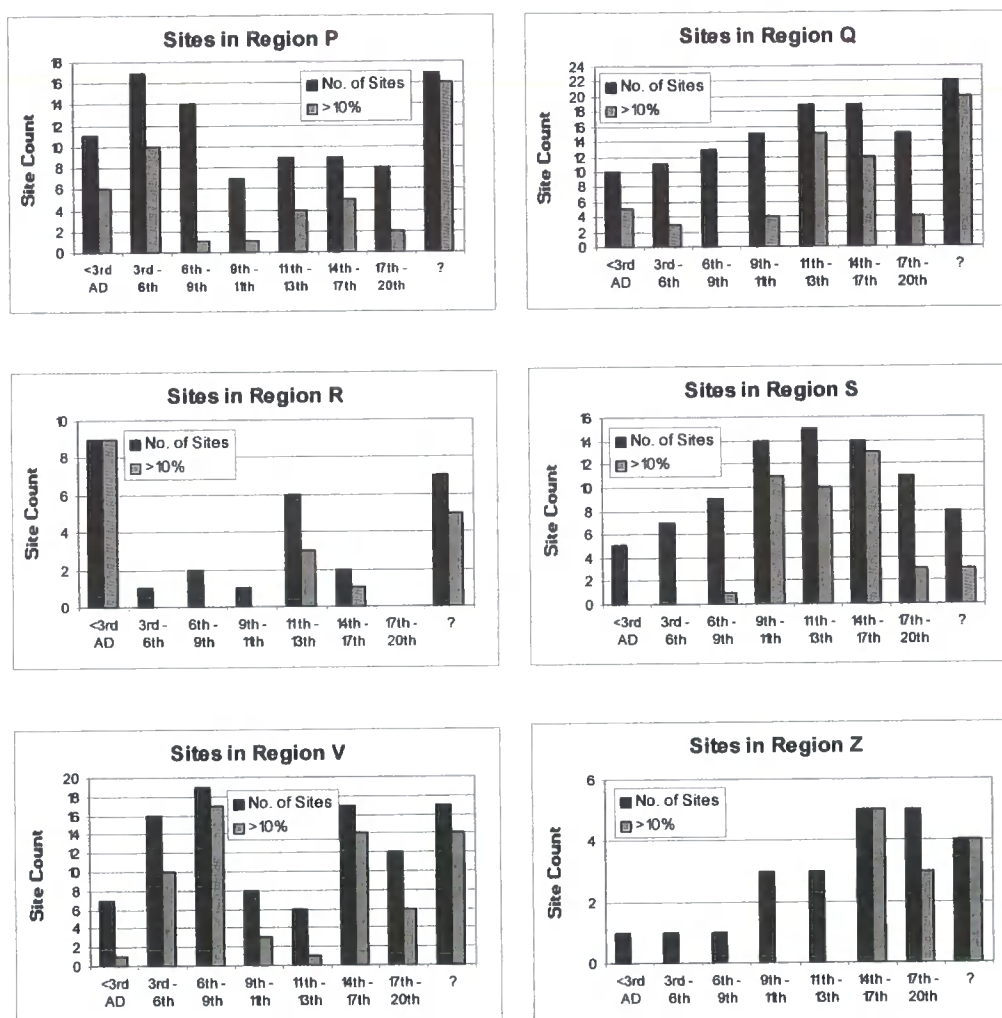 Sites in Region P
Site Count
18
16
14
12
10
8
6
4
2
0
No. of Sites
>10%
<3rd 3rd - 6th - 9th - 11th - 14th - 17th - ?
AD 6th 9th 11th 13th 17th 20th
Sites in Region Q
Site Count
24
22
20
18
16
14
12
10
8
6
4
2
0
No. of Sites
>10%
<3rd 3rd - 6th - 9th - 11th - 14th - 17th - ?
AD 6th 9th 11th 13th 17th 20th
Sites in Region R
Site Count
10
8
6
4
2
0
No. of Sites
>10%
<3rd 3rd - 6th - 9th - 11th - 14th - 17th - ?
AD 6th 9th 11th 13th 17th 20th
Sites in Region S
Site Count
16
14
12
10
8
6
4
2
0
No. of Sites
>10%
<3rd 3rd - 6th - 9th - 11th - 14th - 17th - ?
AD 6th 9th 11th 13th 17th 20th
Sites in Region V
Site Count
20
18
16
14
12
10
8
6
4
2
0
No. of Sites
>10%
<3rd 3rd - 6th - 9th - 11th - 14th - 17th - ?
AD 6th 9th 11th 13th 17th 20th
Sites in Region Z
Site Count
6
4
2
0
No. of Sites
>10%
<3rd 3rd - 6th - 9th - 11th - 14th - 17th - ?
AD 6th 9th 11th 13th 17th 20th